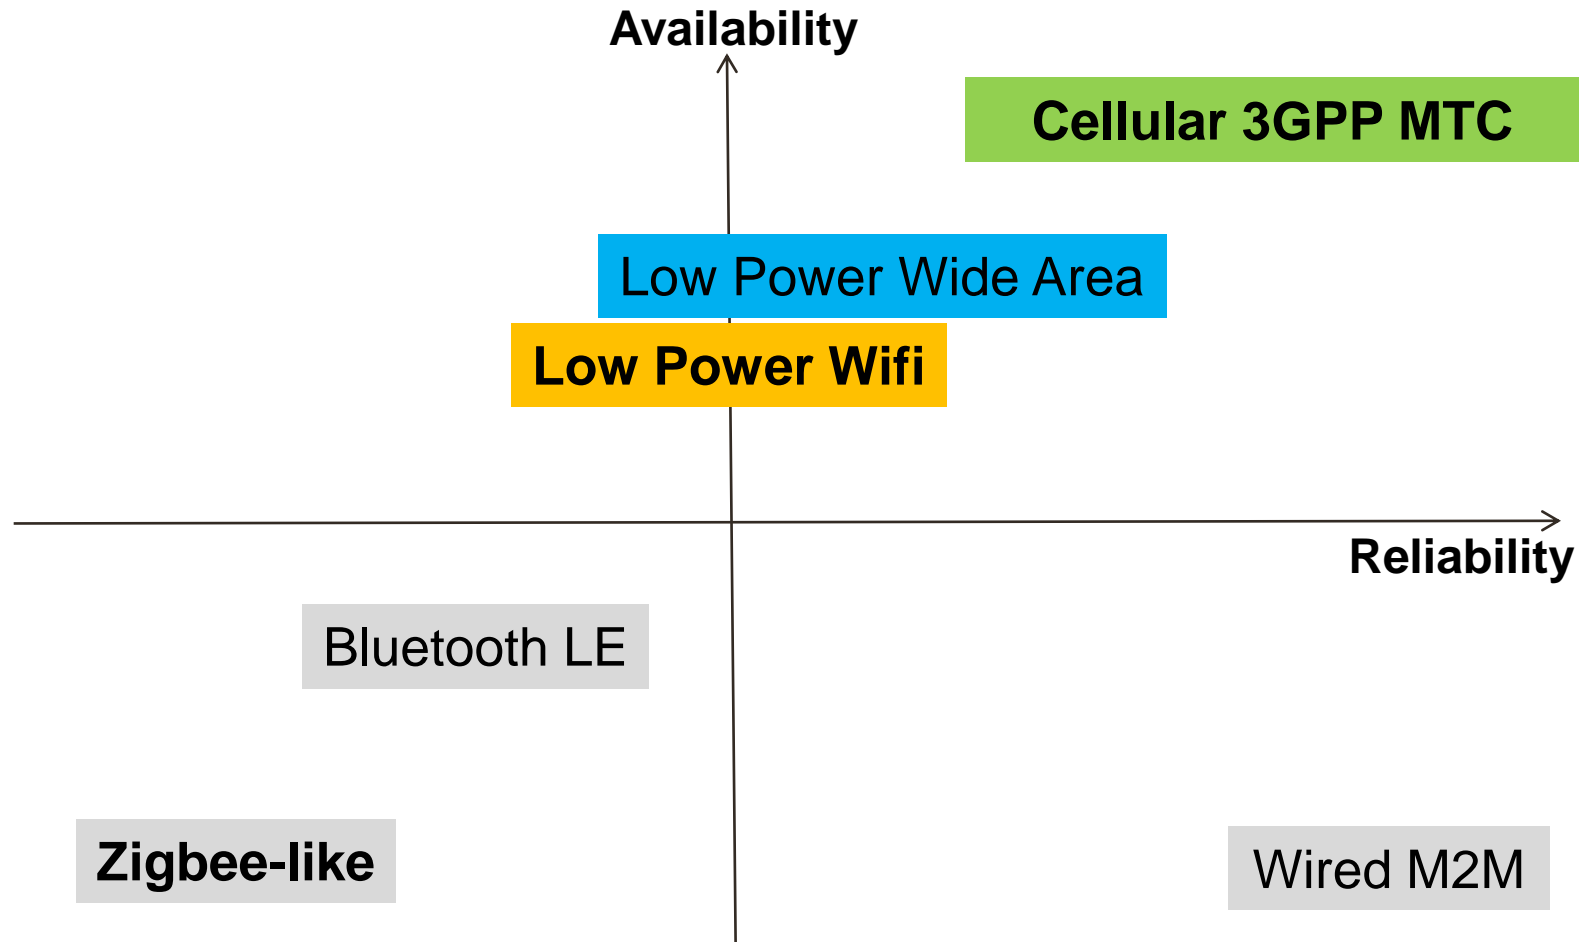 Availability
Cellular 3GPP MTC
Low Power Wide Area
Low Power Wifi
Reliability
Bluetooth LE
Zigbee-like
Wired M2M